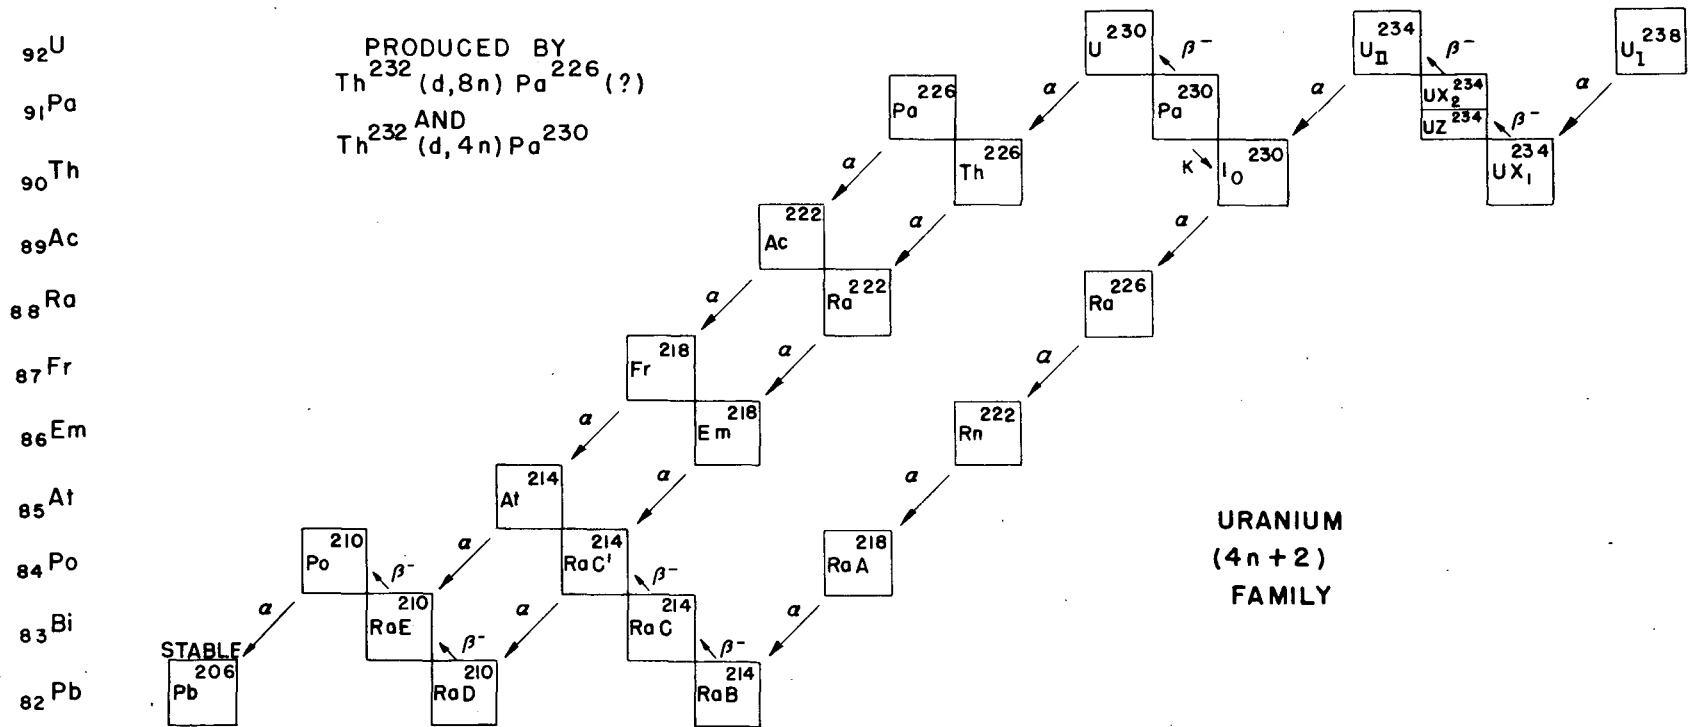 92U
PRODUCED BY
Th232 (d,8n) Pa226 (?)
AND
Th232 (d,4n) Pa230
U 230
β-
UII 234
β-
UI 238
91Pa
Pa 226
α
Pa 230
α
UX2 234
UZ 234
β-
α
90Th
α
Th 226
K
Io 230
UX1 234
89Ac
Ac 222
α
α
88Ra
α
Ra 222
Ra 226
87Fr
Fr 218
α
α
86Em
α
Em 218
Rn 222
85At
At 214
α
α
84Po
Po 210
β-
α
RaC' 214
β-
RaA 218
URANIUM
(4n+2)
FAMILY
83Bi
α
RaE 210
β-
α
RaC 214
β-
α
STABLE
82Pb
Pb 206
RaD 210
RaB 214